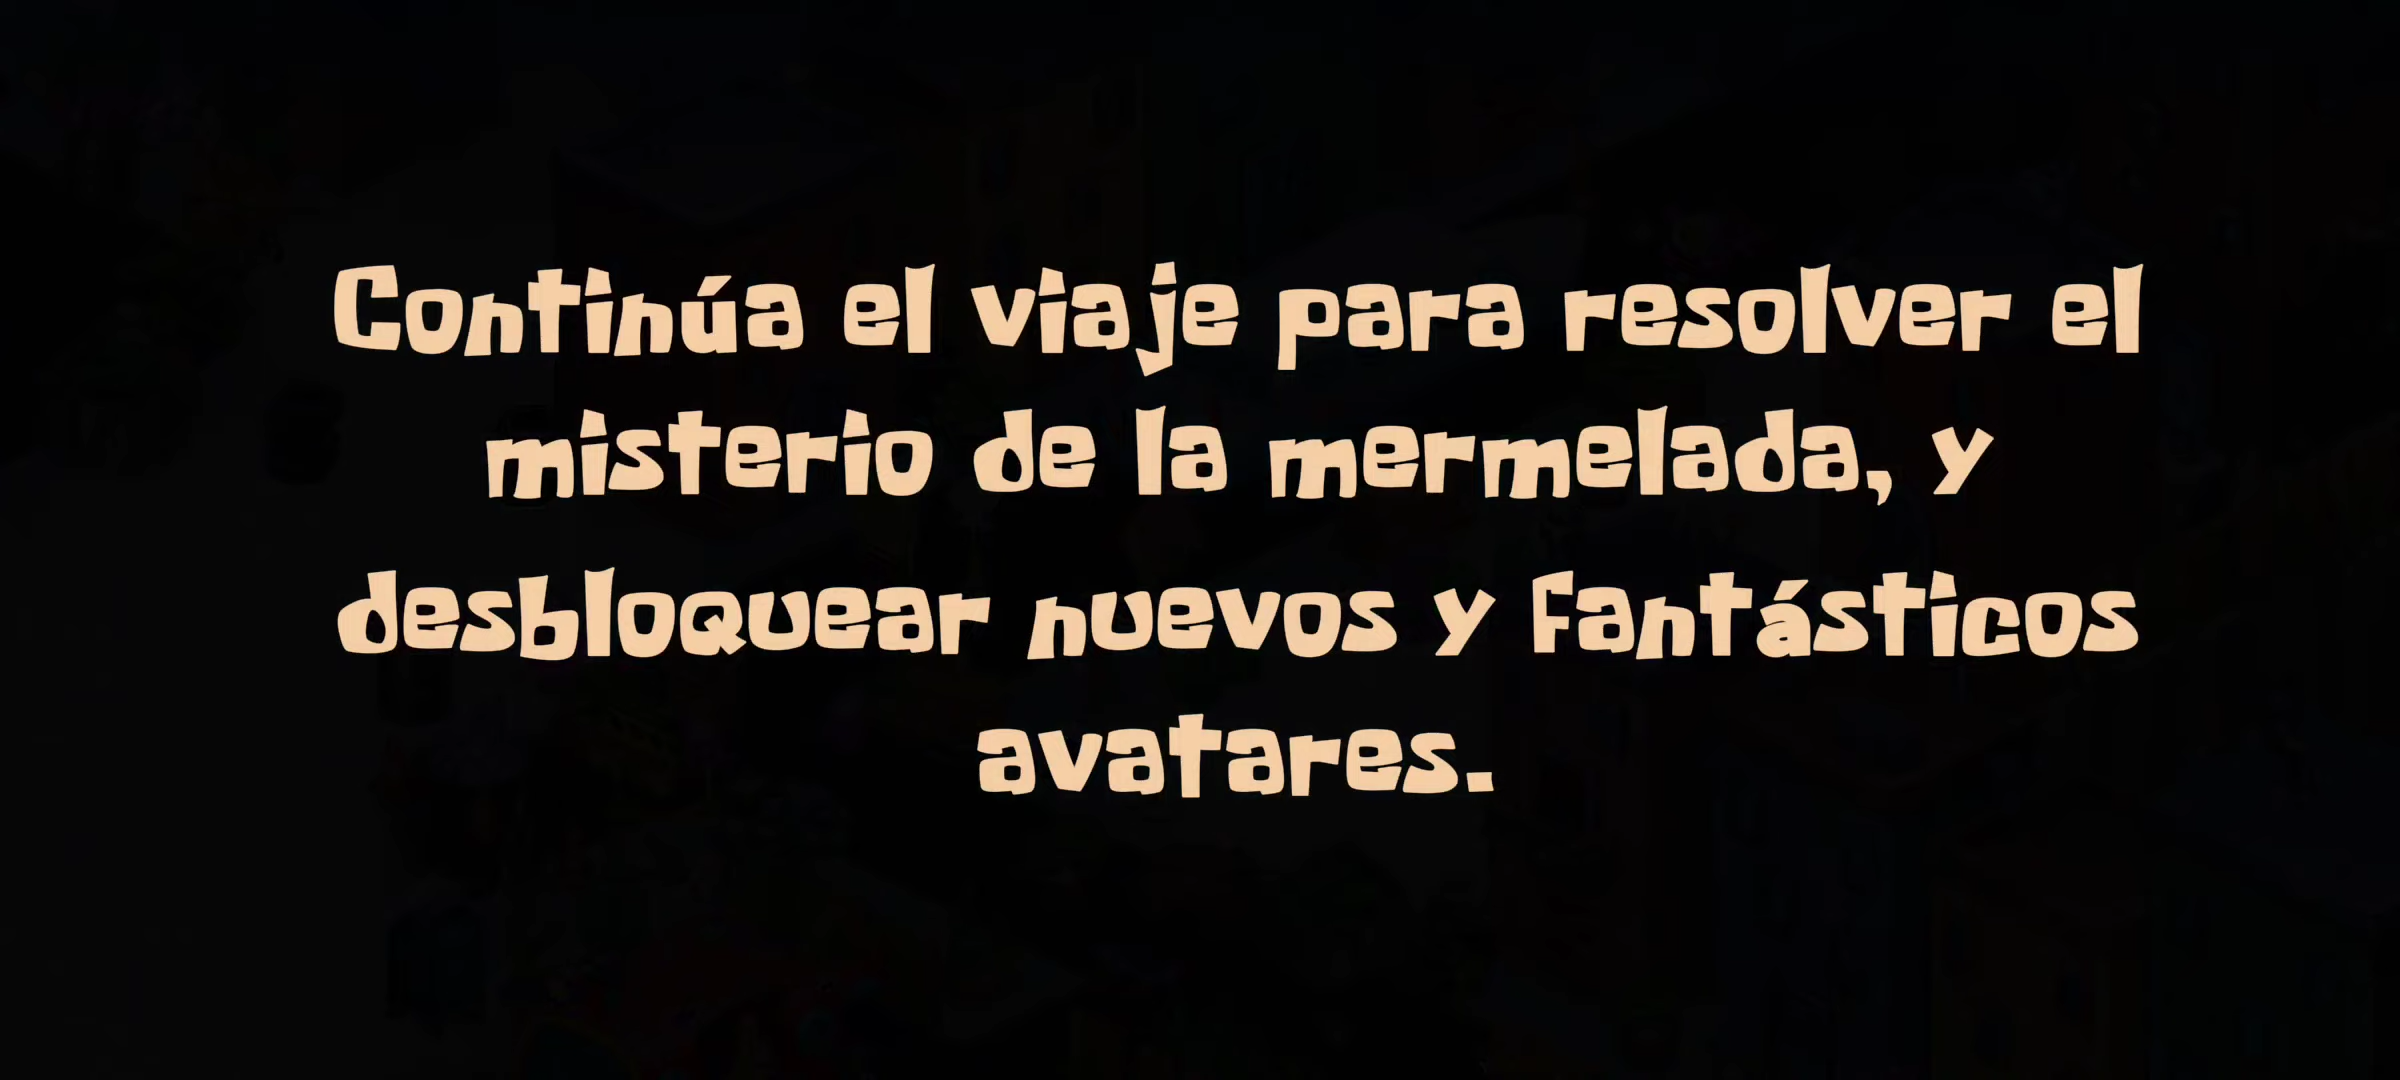 Continúa el viaje para resolver el
misterio de la mermelada, y
desbloquear nuevos y fantásticos
avatares.